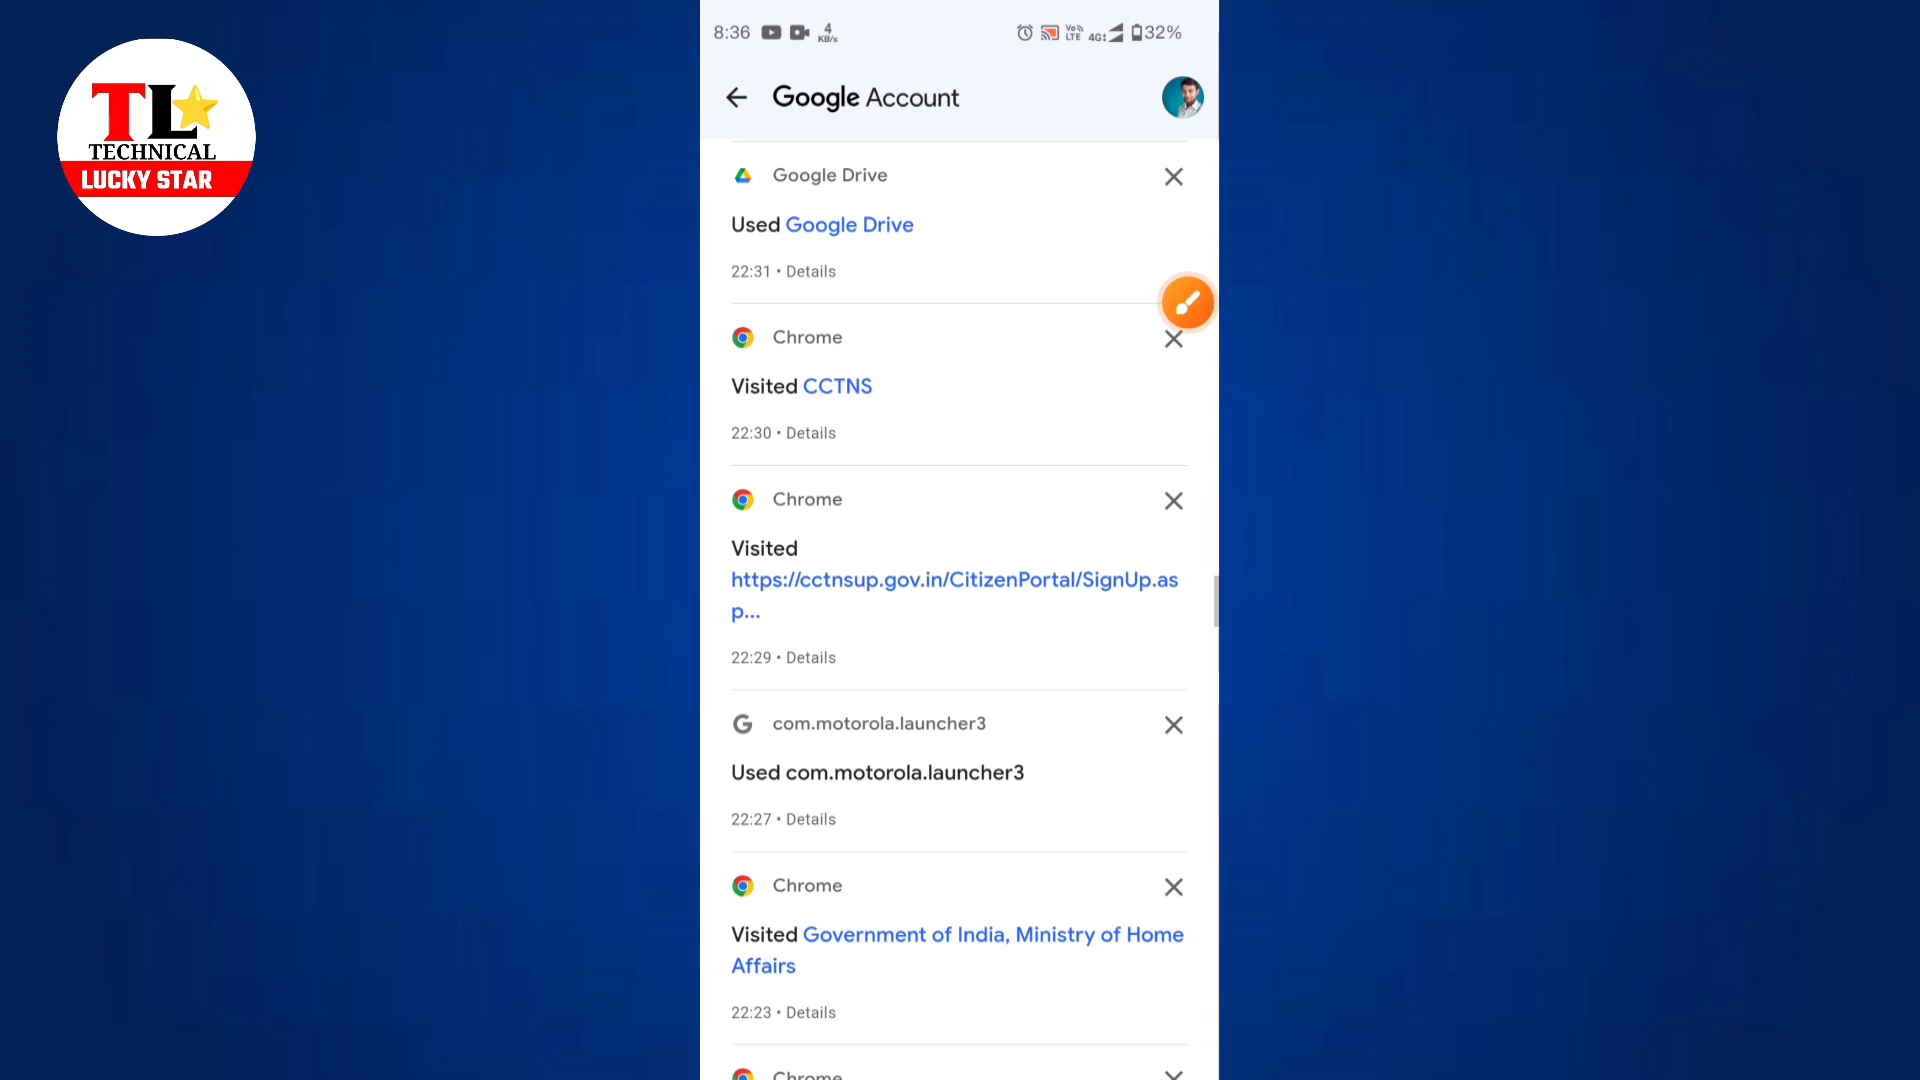 TL
TECHNICAL
LUCKY STAR
8:36 4 KB/s VoD LTE 4G 32%
Google Account
Google Drive
Used Google Drive
22:31 • Details
Chrome
Visited CCTNS
22:30 • Details
Chrome
Visited
https://cctnsup.gov.in/CitizenPortal/SignUp.as
p...
22:29 • Details
com.motorola.launcher3
Used com.motorola.launcher3
22:27 • Details
Chrome
Visited Government of India, Ministry of Home
Affairs
22:23 • Details
Chrome